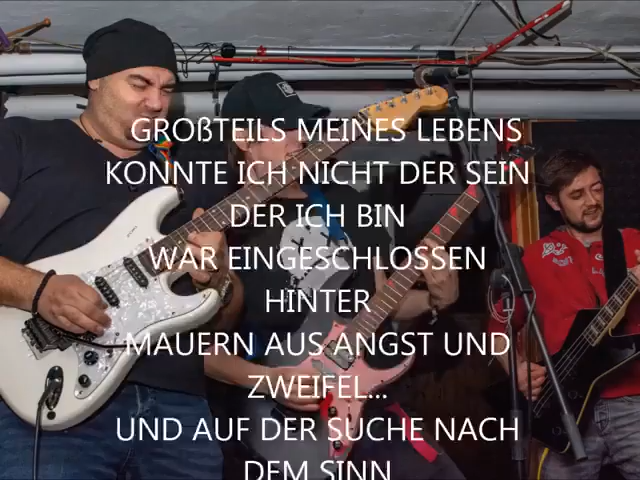 GROßTEILS MEINES LEBENS
KONNTE ICH NICHT DER SEIN
DER ICH BIN
WAR EINGESCHLOSSEN
HINTER
MAUERN AUS ANGST UND
ZWEIFEL...
UND AUF DER SUCHE NACH
DEM SINN